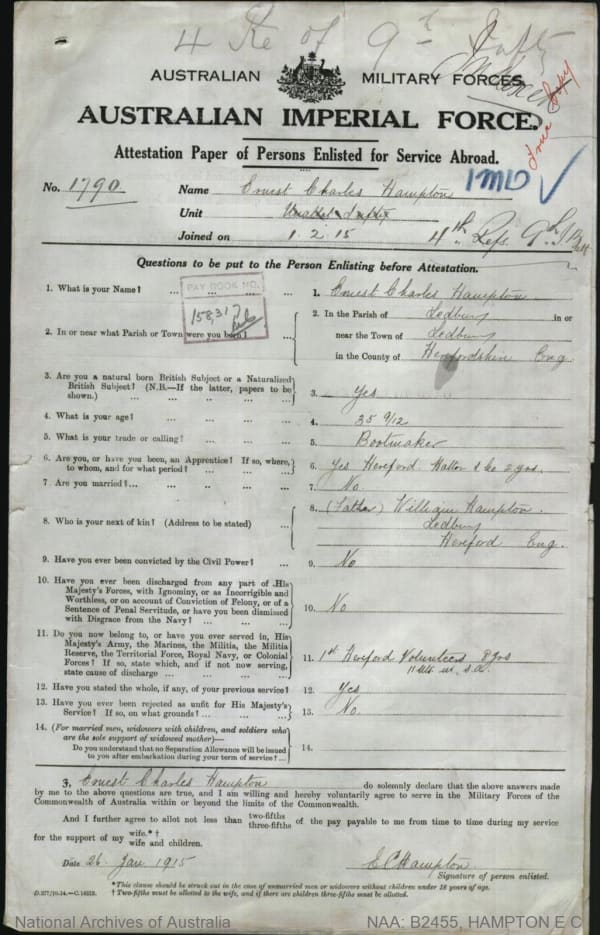 4 Re of 9th Infty
AUSTRALIAN MILITARY FORCES.
AUSTRALIAN IMPERIAL FORCE.
True Copy
Attestation Paper of Persons Enlisted for Service Abroad.
No. 1790. Name Ernest Charles Hampton
1MD
Unit
Joined on 1.2.15 4th Refs. 9th Batt
Questions to be put to the Person Enlisting before Attestation.
PAY BOOK NO.
15831
1. What is your Name? ... ... ... ... 1. Ernest Charles Hampton
2. In or near what Parish or Town were you born? ... 2. In the Parish of Ledbury in or
near the Town of Ledbury
in the County of Herefordshire Eng.
3. Are you a natural born British Subject or a Naturalized
British Subject? (N.B.—If the latter, papers to be
shown.) ... ... ... ... 3. Yes
4. What is your age? ... ... ... ... 4. 35 9/12
5. What is your trade or calling? ... ... ... 5. Bootmaker
6. Are you, or have you been, an Apprentice? If so, where,
to whom, and for what period? ... ... ... 6. Yes Hereford Hatton & Co 2 yrs.
7. Are you married? ... ... ... ... 7. No
8. Who is your next of kin? (Address to be stated) ... 8. (Father) William Hampton.
Ledbury
Hereford Eng.
9. Have you ever been convicted by the Civil Power? ... 9. No
10. Have you ever been discharged from any part of His
Majesty's Forces, with Ignominy, or as Incorrigible and
Worthless, or on account of Conviction of Felony, or of a
Sentence of Penal Servitude, or have you been dismissed
with Disgrace from the Navy? ... ... ... 10. No
11. Do you now belong to, or have you ever served in, His
Majesty's Army, the Marines, the Militia, the Militia
Reserve, the Territorial Force, Royal Navy, or Colonial
Forces? If so, state which, and if not now serving,
state cause of discharge ... ... ... 11. 1st Hereford Volunteers 8 yrs
12. Have you stated the whole, if any, of your previous service? 12. Yes
13. Have you ever been rejected as unfit for His Majesty's
Service? If so, on what grounds? ... ... ... 13. No.
14. (For married men, widowers with children, and soldiers who
are the sole support of widowed mother)—
Do you understand that no Separation Allowance will be issued
to you after embarkation during your term of service? ... 14.
I, Ernest Charles Hampton do solemnly declare that the above answers made
by me to the above questions are true, and I am willing and hereby voluntarily agree to serve in the Military Forces of the
Commonwealth of Australia within or beyond the limits of the Commonwealth.
And I further agree to allot not less than two-fifths three-fifths of the pay payable to me from time to time during my service
for the support of my wife.*† wife and children.
Date 26 Jan 1915 E C Hampton
Signature of person enlisted.
*This clause should be struck out in the case of unmarried men or widowers without children under 18 years of age.
D.277/10.14.—C.14323. † Two-fifths must be allotted to the wife, and if there are children three-fifths must be allotted.
National Archives of Australia NAA: B2455, HAMPTON E C